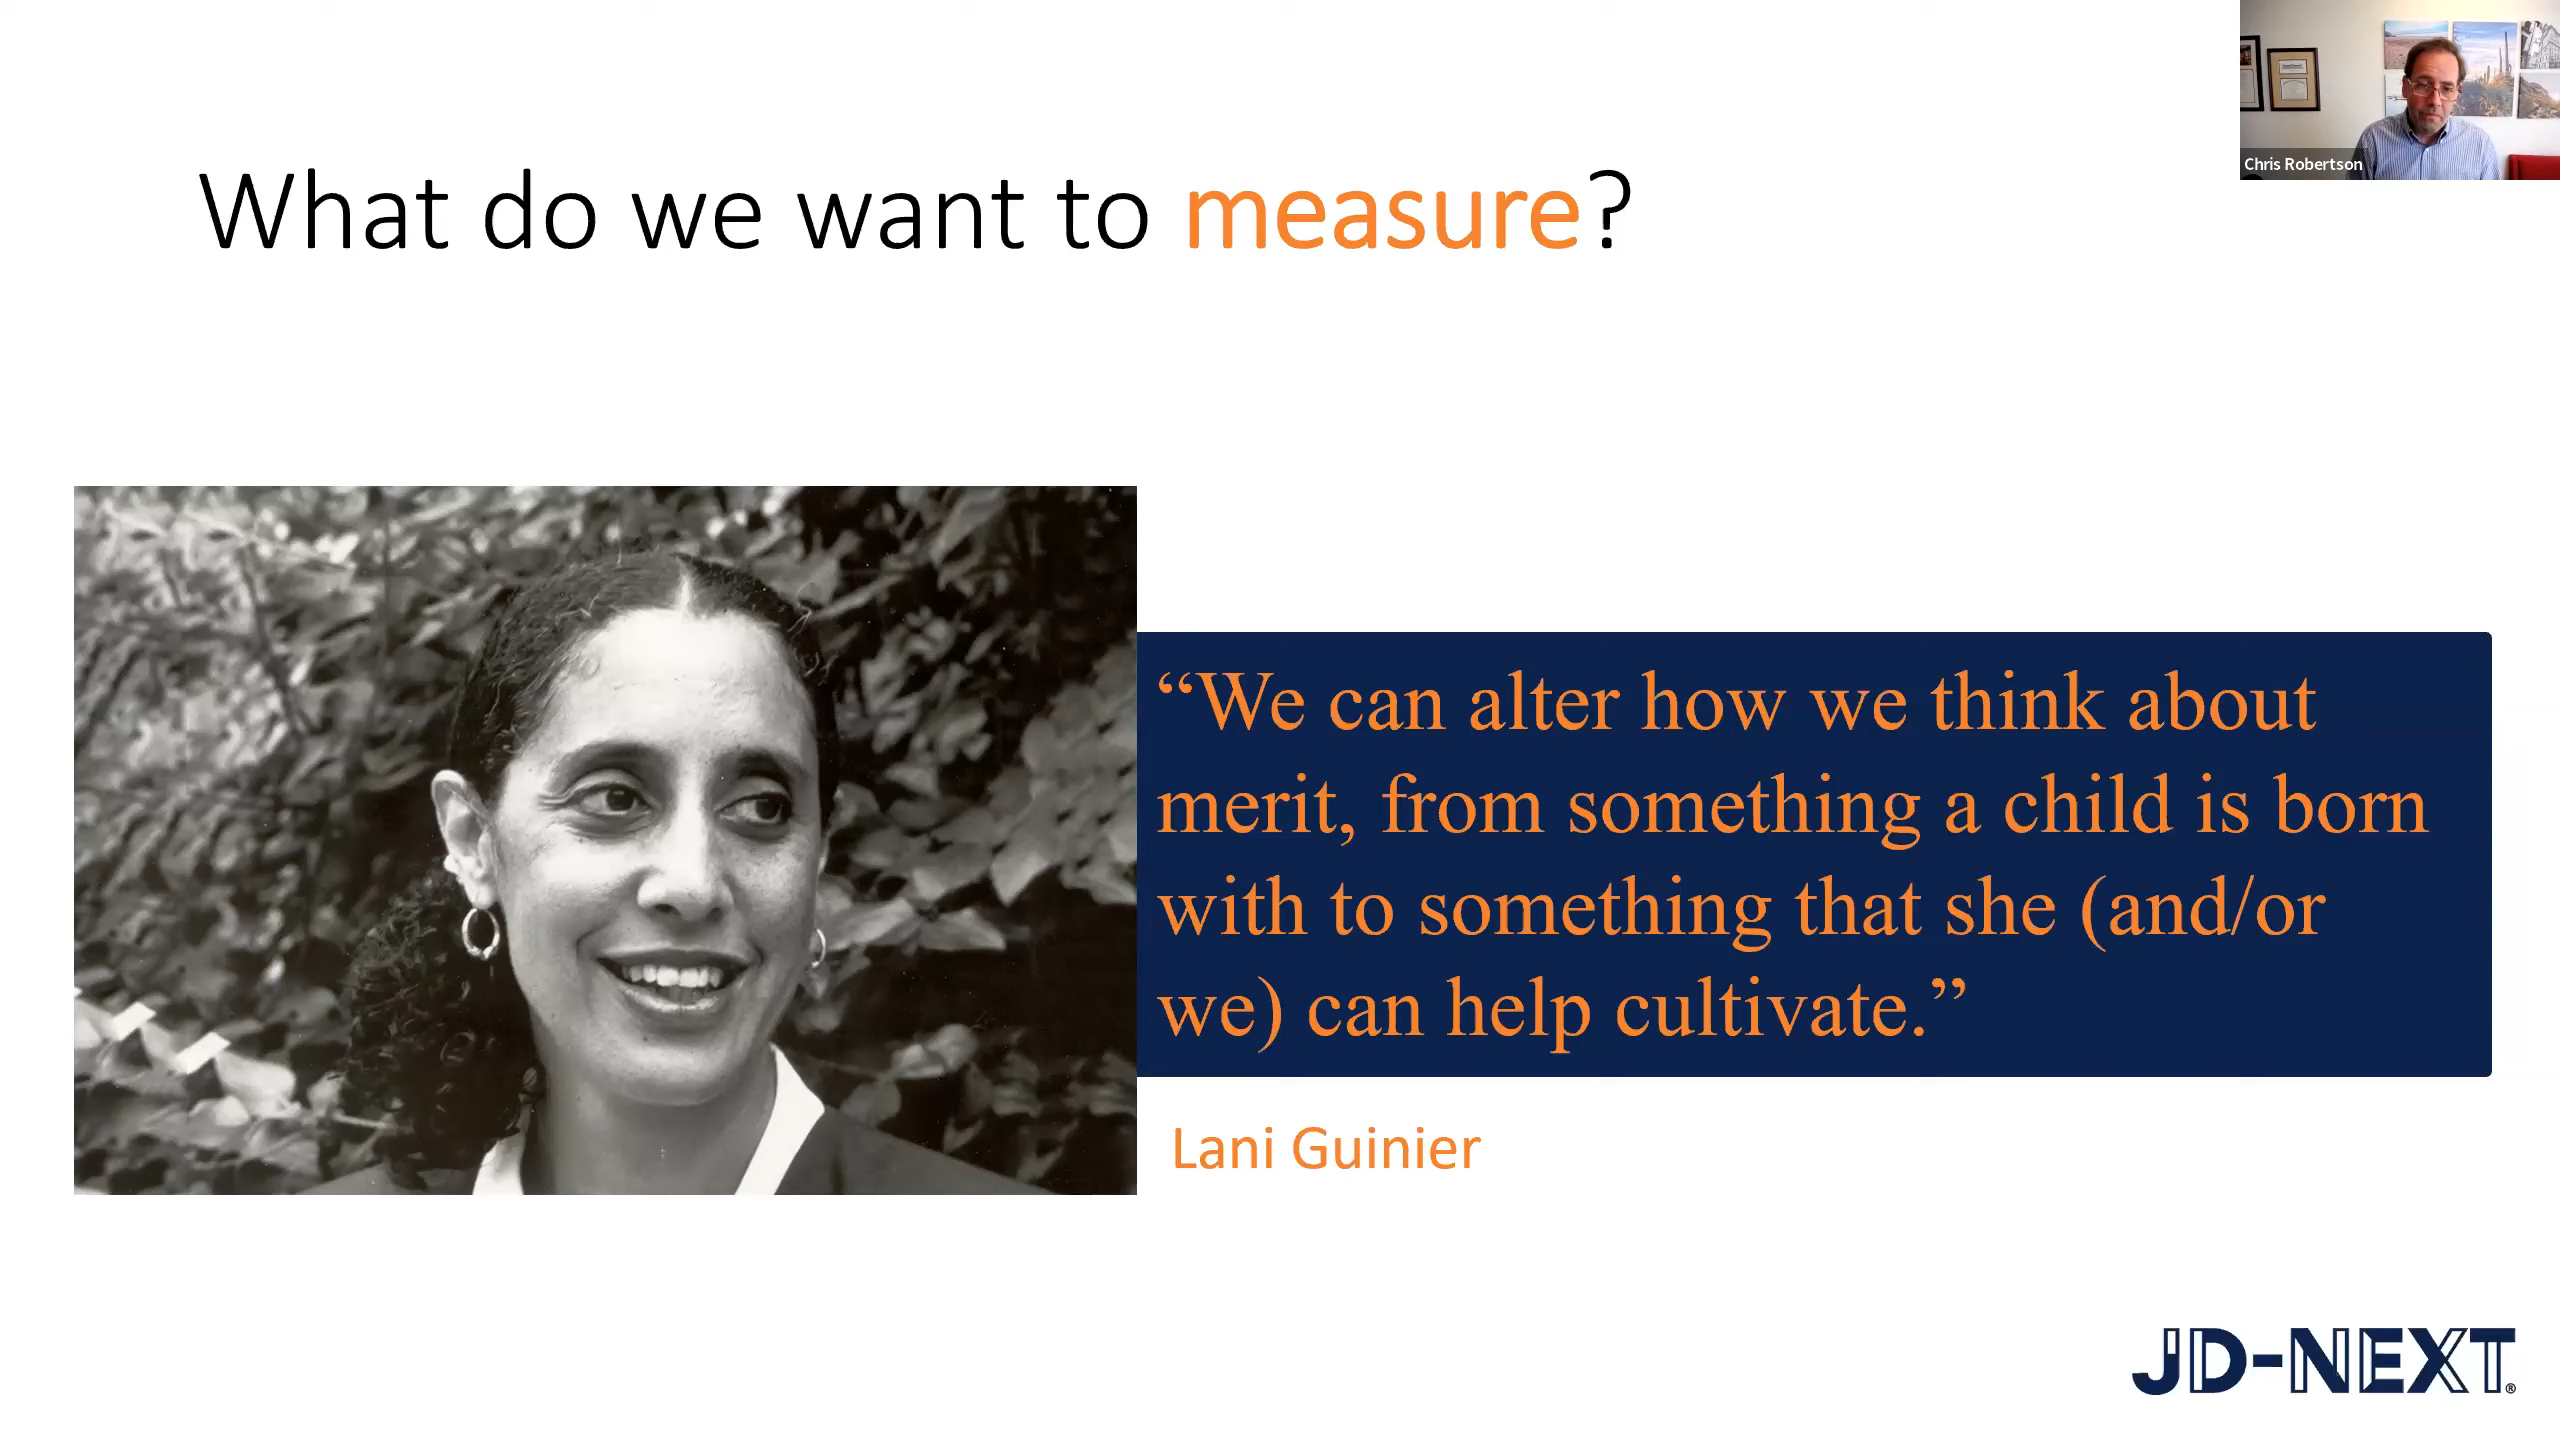 Chris Robertson
What do we want to measure?
“We can alter how we think about
merit, from something a child is born
with to something that she (and/or
we) can help cultivate.”
Lani Guinier
JD-NEXT®